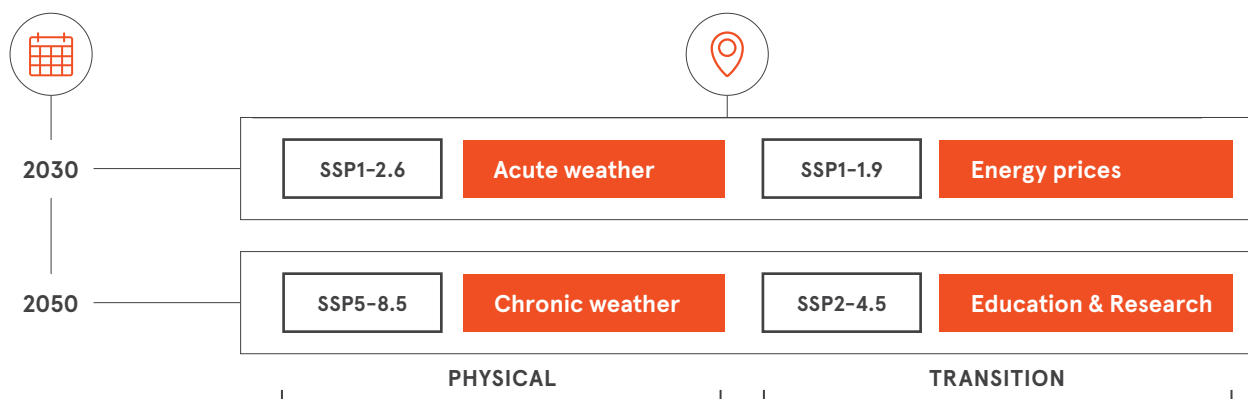 2030
SSP1-2.6
Acute weather
SSP1-1.9
Energy prices
2050
SSP5-8.5
Chronic weather
SSP2-4.5
Education & Research
PHYSICAL
TRANSITION